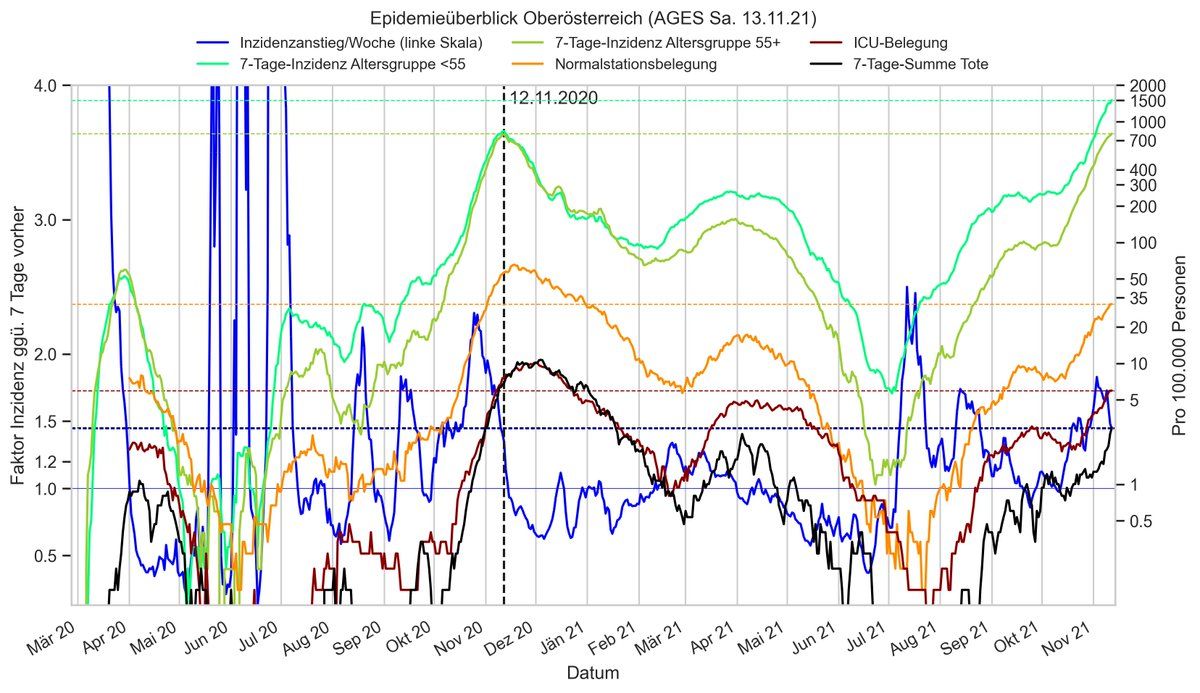 Epidemieüberblick Oberösterreich (AGES Sa. 13.11.21)
Inzidenzanstieg/Woche (linke Skala)
7-Tage-Inzidenz Altersgruppe <55
7-Tage-Inzidenz Altersgruppe 55+
Normalstationsbelegung
ICU-Belegung
7-Tage-Summe Tote
12.11.2020
Faktor Inzidenz ggü. 7 Tage vorher
4.0
3.0
2.0
1.5
1.2
1.0
0.5
2000
1500
1000
700
400
300
200
100
50
35
20
10
5
1
0.5
Pro 100.000 Personen
Mär 20
Apr 20
Mai 20
Jun 20
Jul 20
Aug 20
Sep 20
Okt 20
Nov 20
Dez 20
Jän 21
Feb 21
Mär 21
Apr 21
Mai 21
Jun 21
Jul 21
Aug 21
Sep 21
Okt 21
Nov 21
Datum